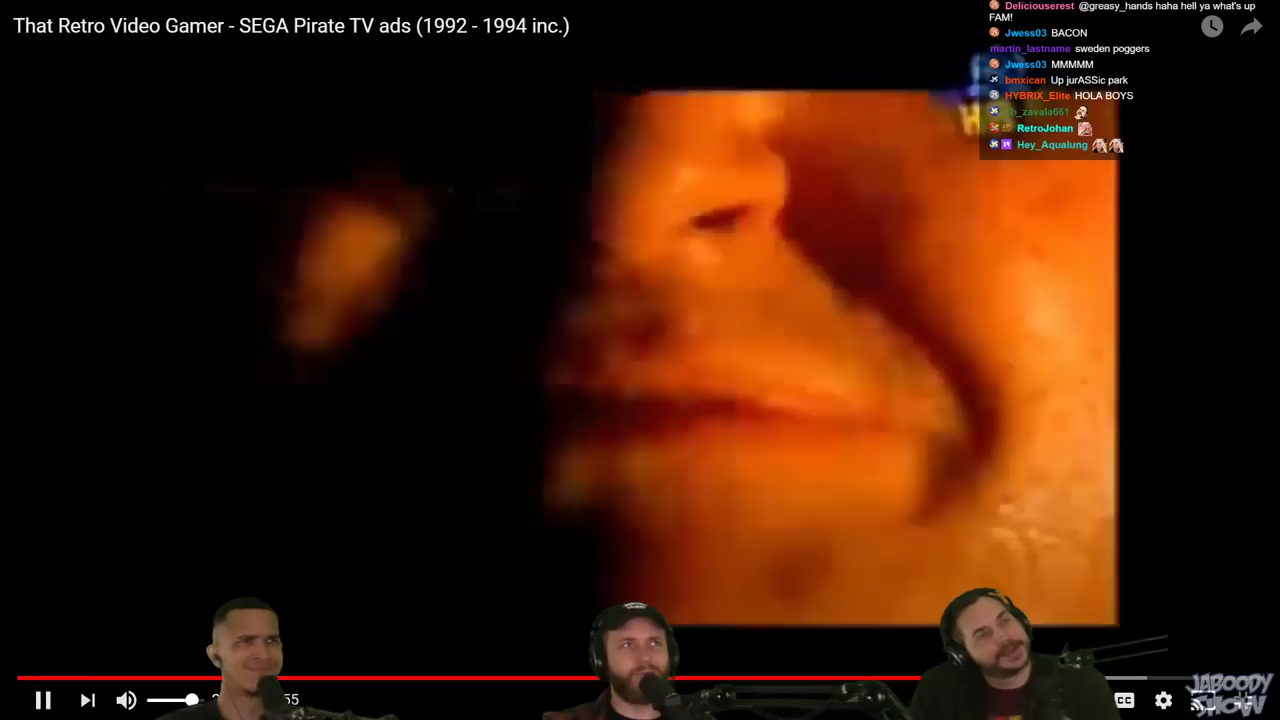 That Retro Video Gamer - SEGA Pirate TV ads (1992 - 1994 inc.)
Deliciouserest @greasy_hands haha hell ya what's up
FAM!
Jwess03 BACON
martin_lastname sweden poggers
Jwess03 MMMMM
bmxican Up jurASSic park
HYBRIX_Elite HOLA BOYS
RetroJohan
Hey_Aqualung
55
CC
JABOODY
SHOW